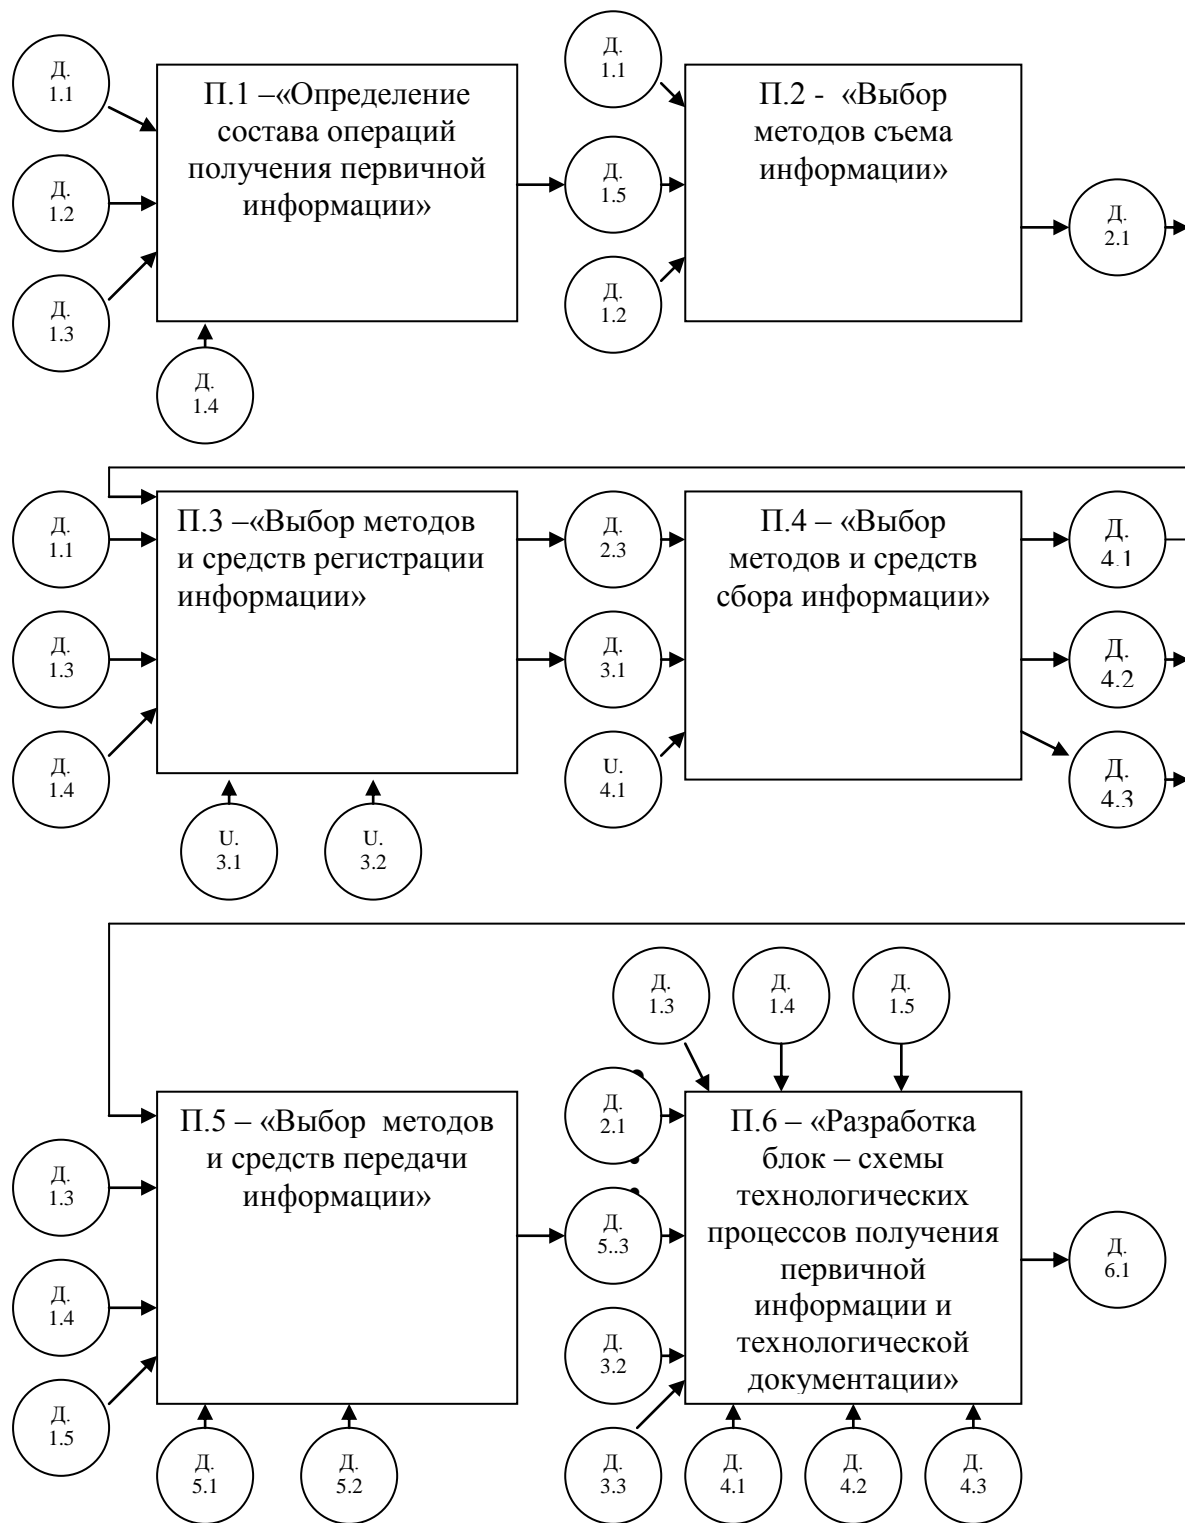 Д.
1.1
Д.
1.2
Д.
1.3
Д.
1.4
П.1 –«Определение
состава операций
получения первичной
информации»
Д.
1.1
Д.
1.5
Д.
1.2
П.2 - «Выбор
методов съема
информации»
Д.
2.1
Д.
1.1
Д.
1.3
Д.
1.4
П.3 –«Выбор методов
и средств регистрации
информации»
U.
3.1
U.
3.2
Д.
2.3
Д.
3.1
U.
4.1
П.4 – «Выбор
методов и средств
сбора информации»
Д.
4.1
Д.
4.2
Д.
4.3
Д.
1.3
Д.
1.4
Д.
1.5
П.5 – «Выбор методов
и средств передачи
информации»
Д.
5.1
Д.
5.2
Д.
1.3
Д.
1.4
Д.
1.5
Д.
2.1
Д.
5..3
Д.
3.2
Д.
3.3
П.6 – «Разработка
блок – схемы
технологических
процессов получения
первичной
информации и
технологической
документации»
Д.
4.1
Д.
4.2
Д.
4.3
Д.
6.1